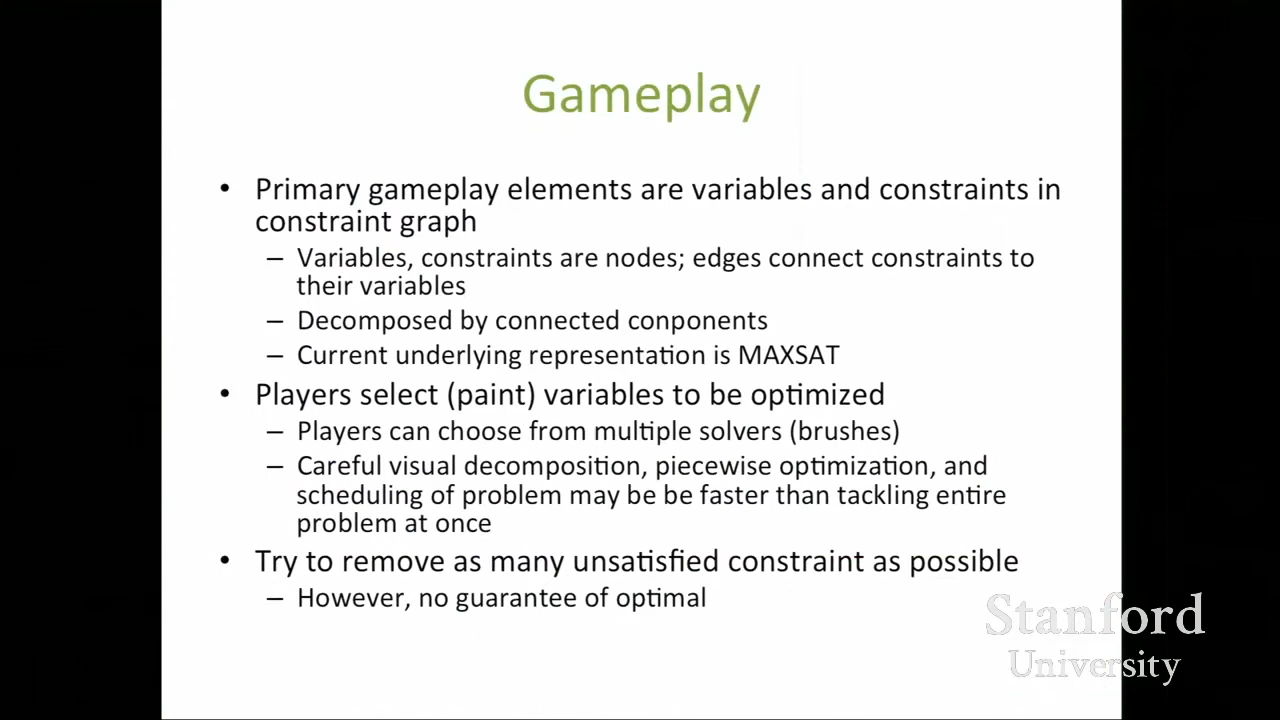 Gameplay
• Primary gameplay elements are variables and constraints in
constraint graph
– Variables, constraints are nodes; edges connect constraints to
their variables
– Decomposed by connected conponents
– Current underlying representation is MAXSAT
• Players select (paint) variables to be optimized
– Players can choose from multiple solvers (brushes)
– Careful visual decomposition, piecewise optimization, and
scheduling of problem may be be faster than tackling entire
problem at once
• Try to remove as many unsatisfied constraint as possible
– However, no guarantee of optimal
Stanford
University